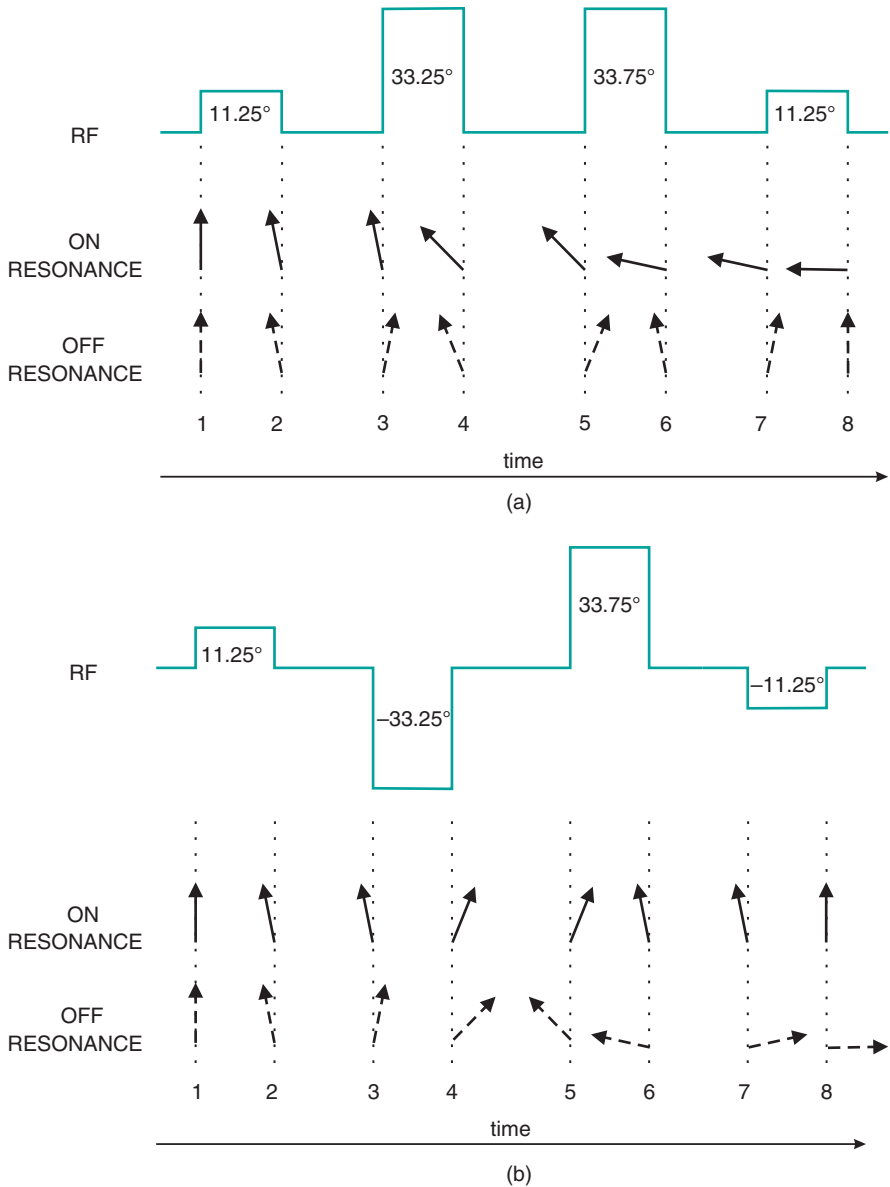 33.25°
33.75°
11.25°
11.25°
RF
ON
RESONANCE
OFF
RESONANCE
1 2 3 4 5 6 7 8
time
(a)
33.75°
11.25°
RF
–11.25°
–33.25°
ON
RESONANCE
OFF
RESONANCE
1 2 3 4 5 6 7 8
time
(b)